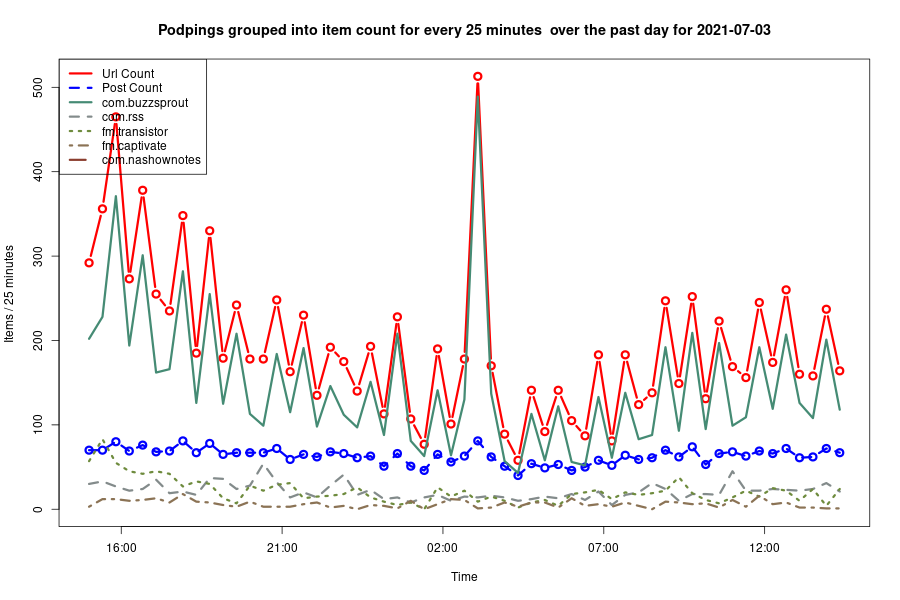 Podpings grouped into item count for every 25 minutes  over the past day for 2021-07-03
Url Count
Post Count
com.buzzsprout
com.rss
fm.transistor
fm.captivate
com.nashownotes
500
400
300
200
100
0
Items / 25 minutes
16:00 21:00 02:00 07:00 12:00
Time